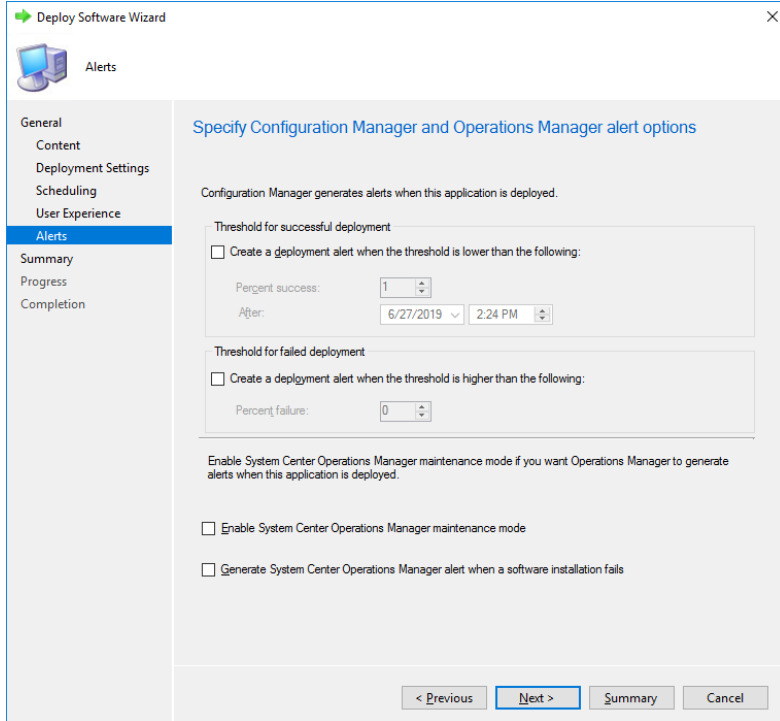 Deploy Software Wizard
Alerts
General
Content
Deployment Settings
Scheduling
User Experience
Alerts
Summary
Progress
Completion
Specify Configuration Manager and Operations Manager alert options
Configuration Manager generates alerts when this application is deployed.
Threshold for successful deployment
Create a deployment alert when the threshold is lower than the following:
Percent success:
1
After:
6/27/2019
2:24 PM
Threshold for failed deployment
Create a deployment alert when the threshold is higher than the following:
Percent failure:
0
Enable System Center Operations Manager maintenance mode if you want Operations Manager to generate
alerts when this application is deployed.
Enable System Center Operations Manager maintenance mode
Generate System Center Operations Manager alert when a software installation fails
< Previous
Next >
Summary
Cancel